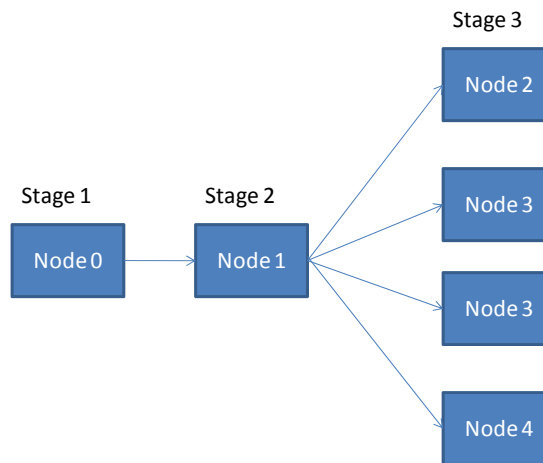 Stage 3
Node 2
Stage 1
Stage 2
Node 3
Node 0
Node 1
Node 3
Node 4